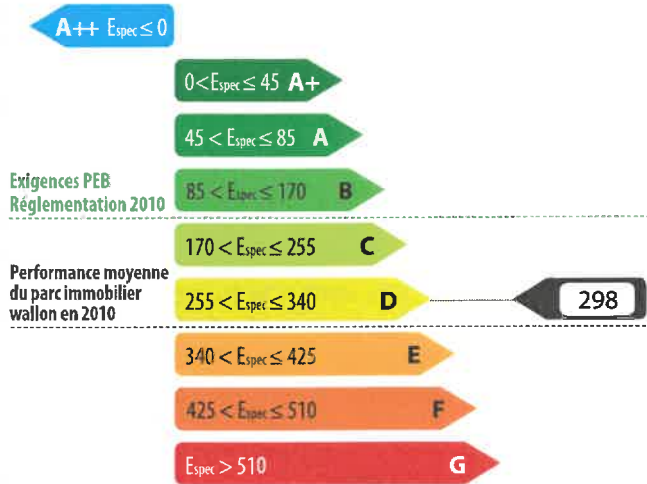 A++ Espec ≤ 0
0 < Espec ≤ 45 A+
45 < Espec ≤ 85 A
Exigences PEB
Réglementation 2010
85 < Espec ≤ 170 B
170 < Espec ≤ 255 C
Performance moyenne
du parc immobilier
wallon en 2010
255 < Espec ≤ 340 D
298
340 < Espec ≤ 425 E
425 < Espec ≤ 510 F
Espec > 510 G